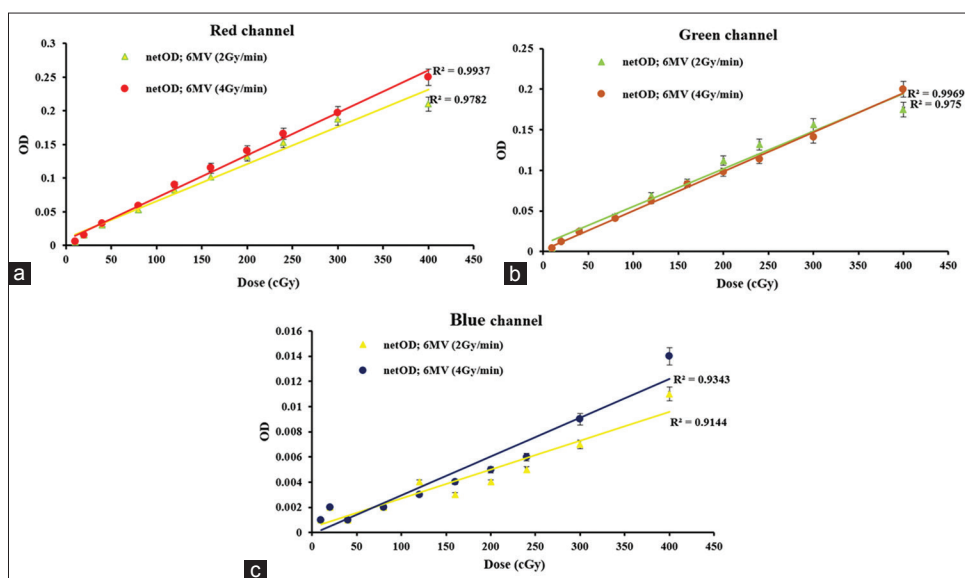 Red channel
netOD; 6MV (2Gy/min)
netOD; 6MV (4Gy/min)
R² = 0.9937
R² = 0.9782
0.3
0.25
0.2
0.15
0.1
0.05
0
OD
0 50 100 150 200 250 300 350 400 450
Dose (cGy)
a
Green channel
netOD; 6MV (2Gy/min)
netOD; 6MV (4Gy/min)
R² = 0.9969
R² = 0.975
0.25
0.2
0.15
0.1
0.05
0
OD
0 50 100 150 200 250 300 350 400 450
Dose (cGy)
b
Blue channel
netOD; 6MV (2Gy/min)
netOD; 6MV (4Gy/min)
R² = 0.9343
R² = 0.9144
0.016
0.014
0.012
0.01
0.008
0.006
0.004
0.002
0
OD
0 50 100 150 200 250 300 350 400 450
Dose (cGy)
c